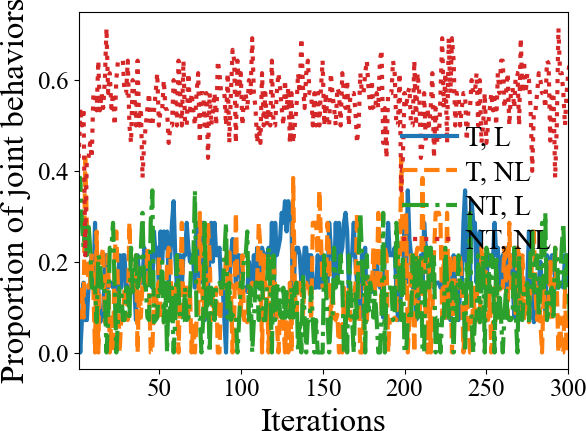 Proportion of joint behaviors
0.6
0.4
0.2
0.0
T, L
T, NL
NT, L
NT, NL
50
100
150
200
250
300
Iterations